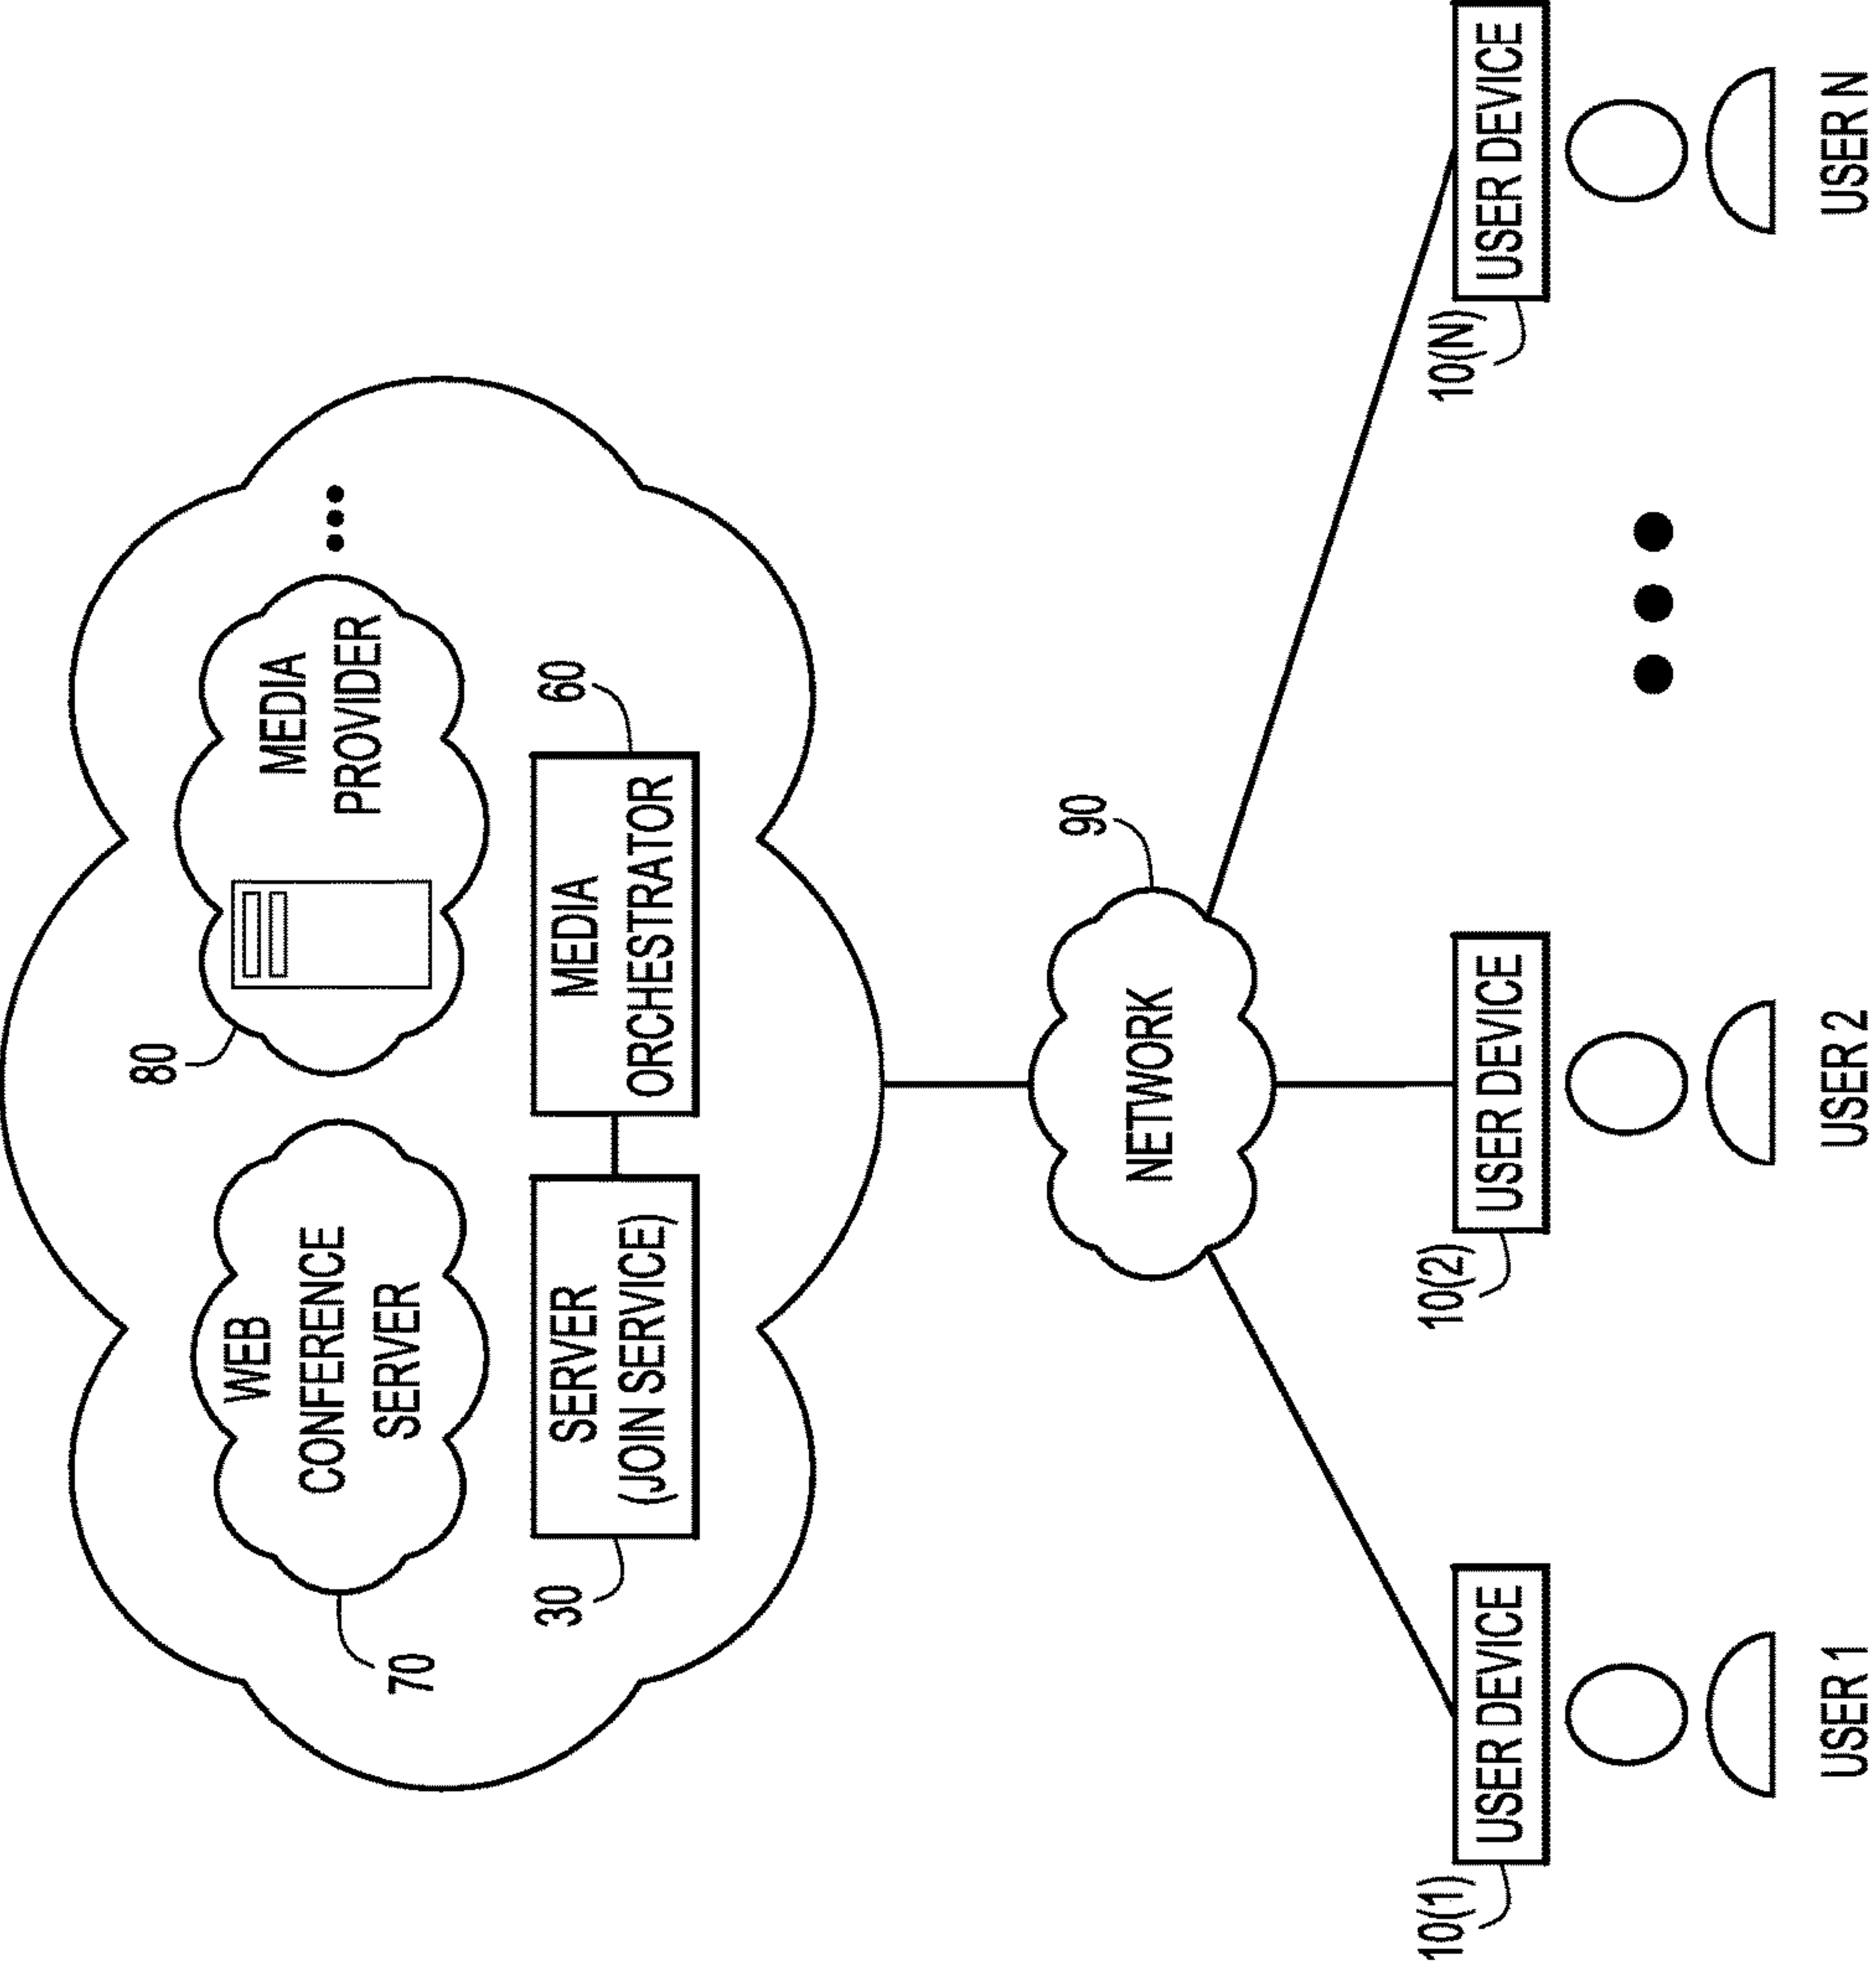 70
WEB
CONFERENCE
SERVER
80
MEDIA
PROVIDER
30
SERVER
(JOIN SERVICE)
MEDIA
ORCHESTRATOR
60
NETWORK
90
10(1)
USER DEVICE
USER 1
10(2)
USER DEVICE
USER 2
10(N)
USER DEVICE
USER N